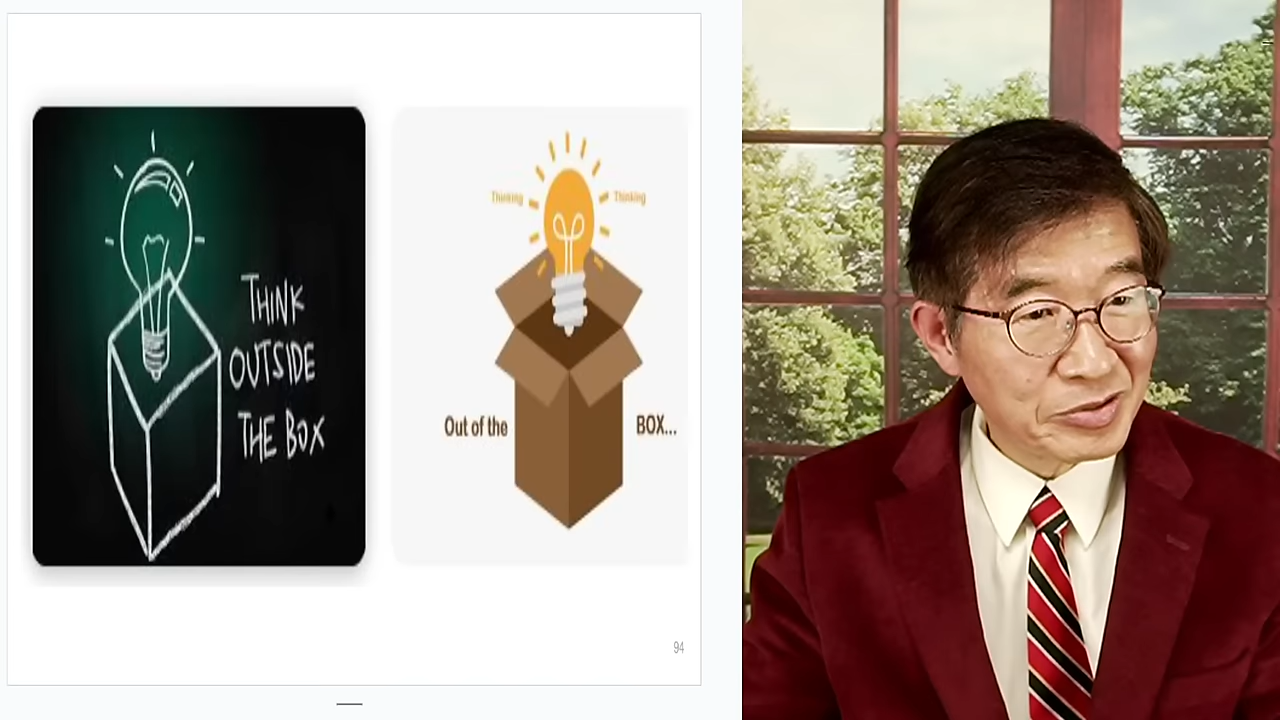 THINK
OUTSIDE
THE BOX
Thinking
Thinking
Out of the
BOX...
94